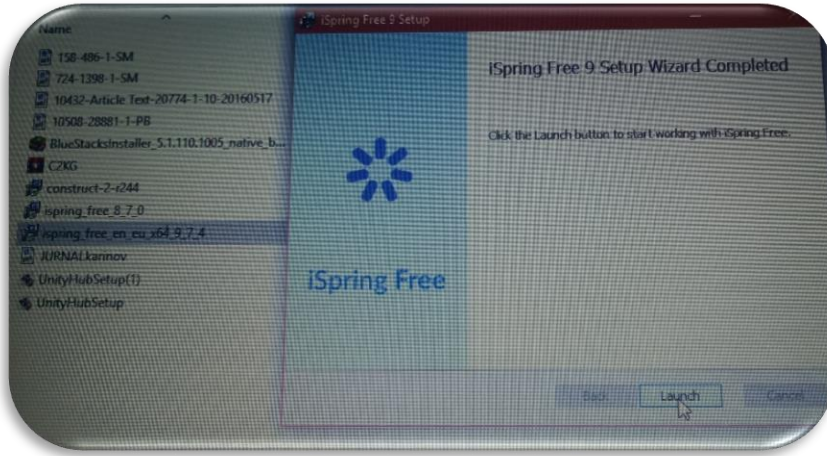 Name
158-486-1-SM
724-1398-1-SM
10432-Article Text-20774-1-10-20160517
10508-28881-1-PB
BlueStacksInstaller_5.1.110.1005_native_b...
C2KG
construct-2-r244
ispring_free_8_7_0
ispring_free_en_eu_x64_9_7_4
JURNALkarinov
UnityHubSetup(1)
UnityHubSetup
iSpring Free 9 Setup
iSpring Free
iSpring Free 9 Setup Wizard Completed
Click the Launch button to start working with iSpring Free.
Back
Launch
Cancel